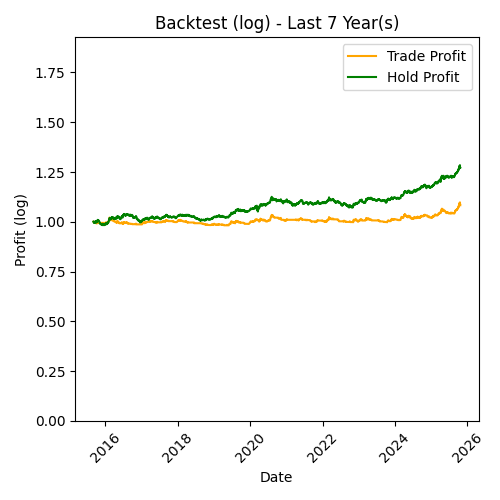 Backtest (log) - Last 7 Year(s)
Trade Profit
Hold Profit
Profit (log)
1.75
1.50
1.25
1.00
0.75
0.50
0.25
0.00
2016
2018
2020
2022
2024
2026
Date